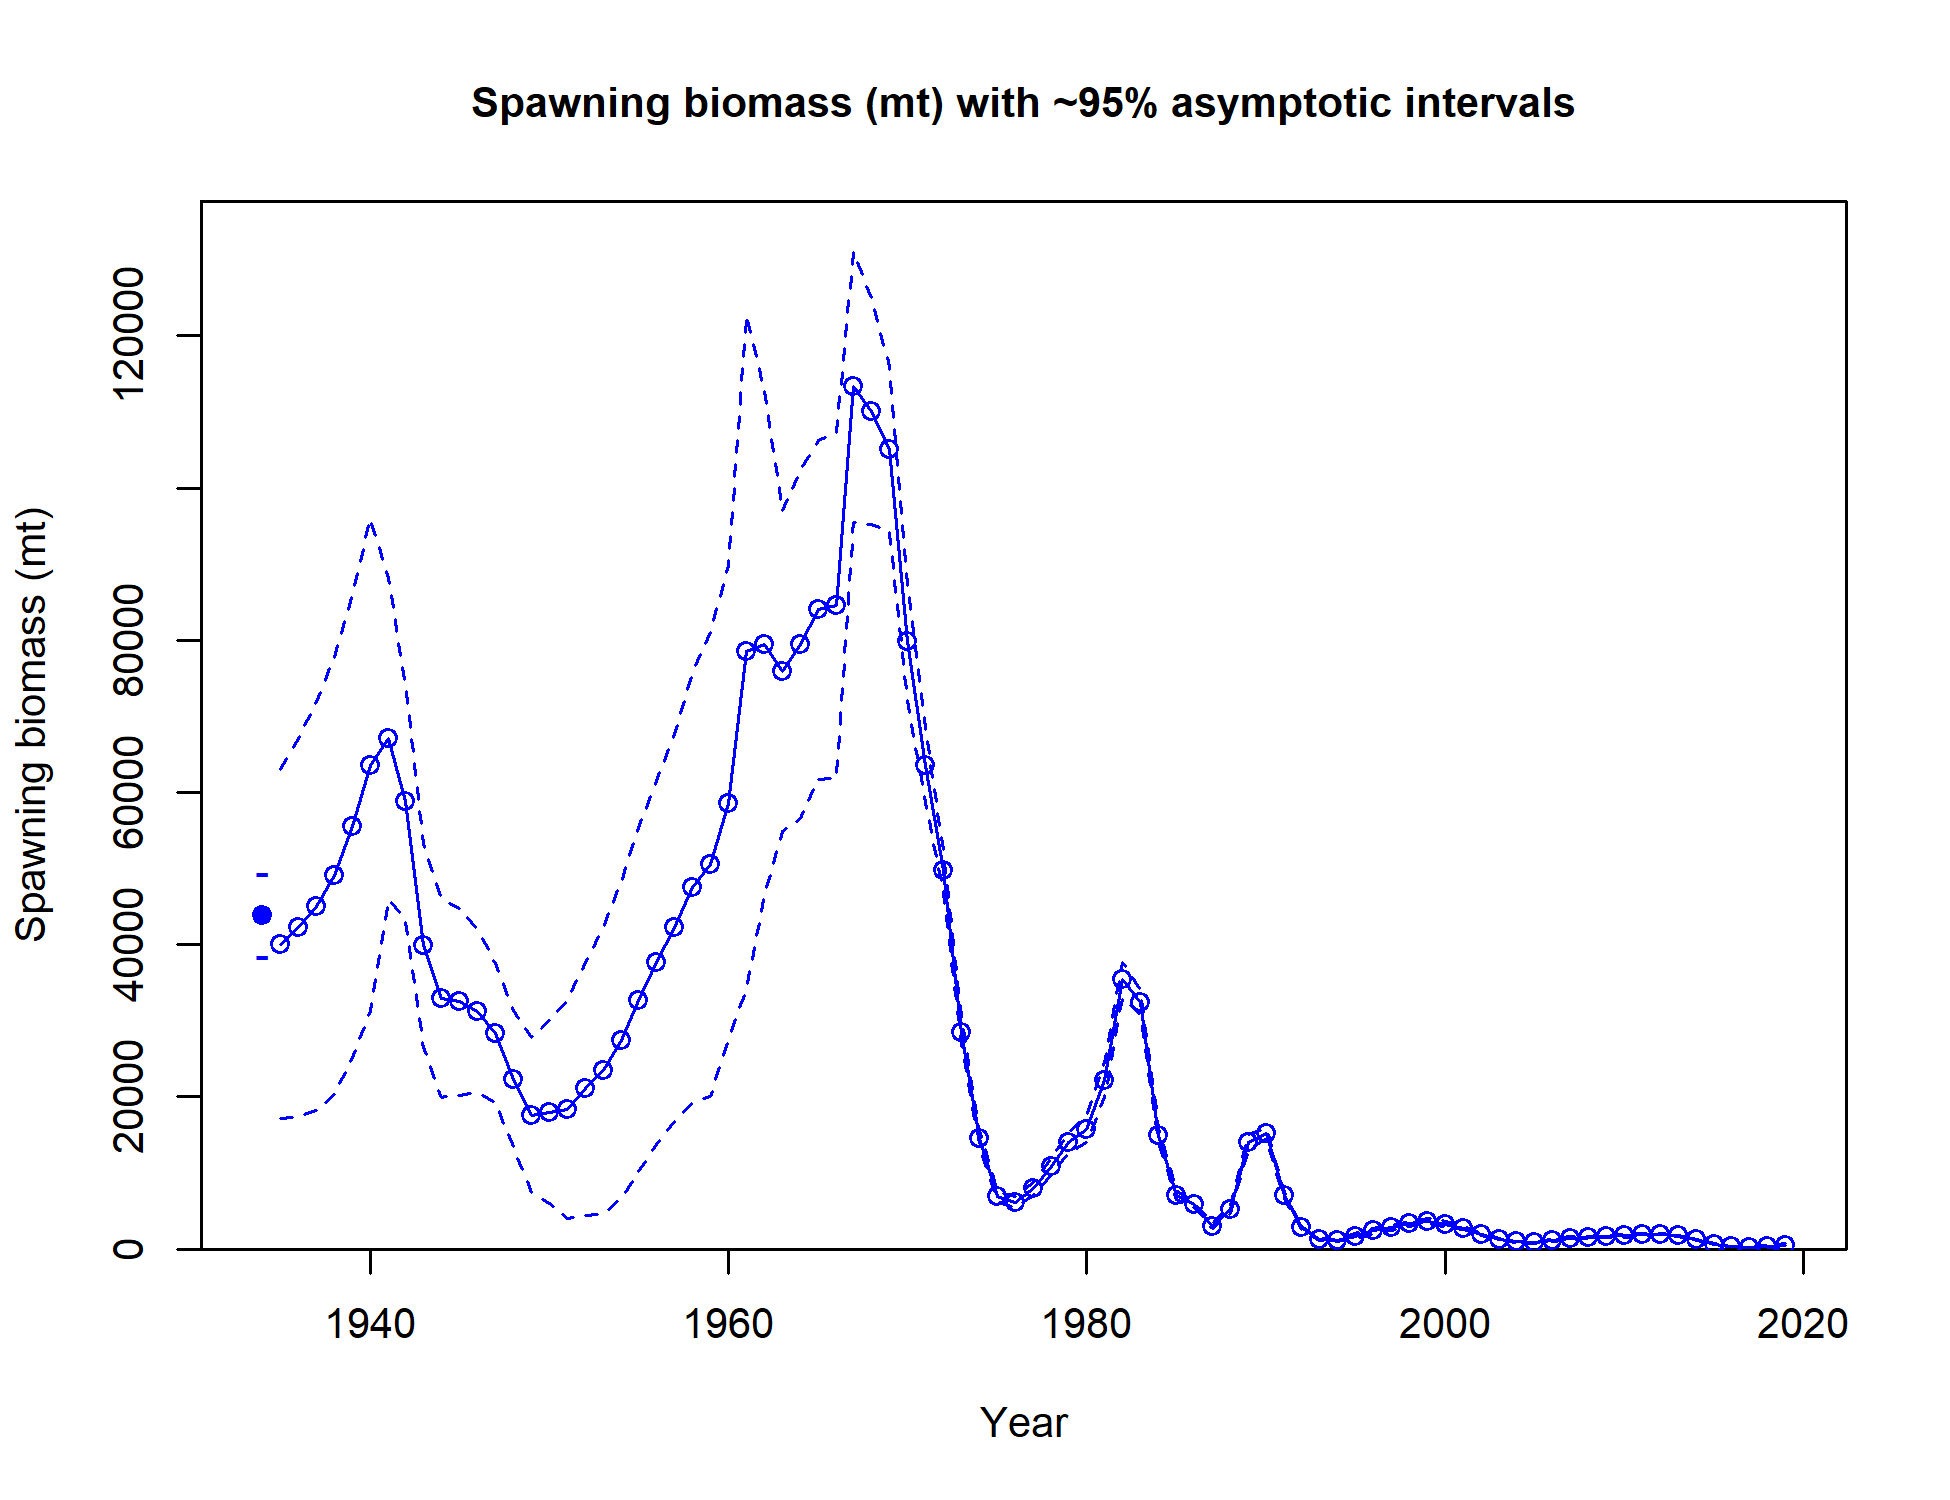 Spawning biomass (mt) with ~95% asymptotic intervals
Spawning biomass (mt)
120000
80000
60000
40000
20000
0
1940 1960 1980 2000 2020
Year